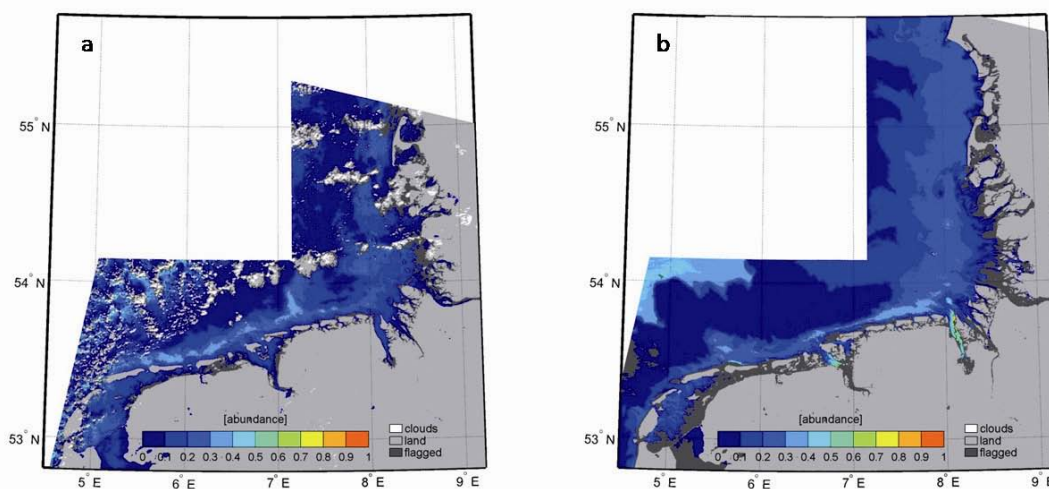 a
55° N
54° N
53° N
[abundance]
0 0.1 0.2 0.3 0.4 0.5 0.6 0.7 0.8 0.9 1
clouds
land
flagged
5° E 6° E 7° E 8° E 9° E
b
55° N
54° N
53° N
[abundance]
0 0.1 0.2 0.3 0.4 0.5 0.6 0.7 0.8 0.9 1
clouds
land
flagged
5° E 6° E 7° E 8° E 9° E